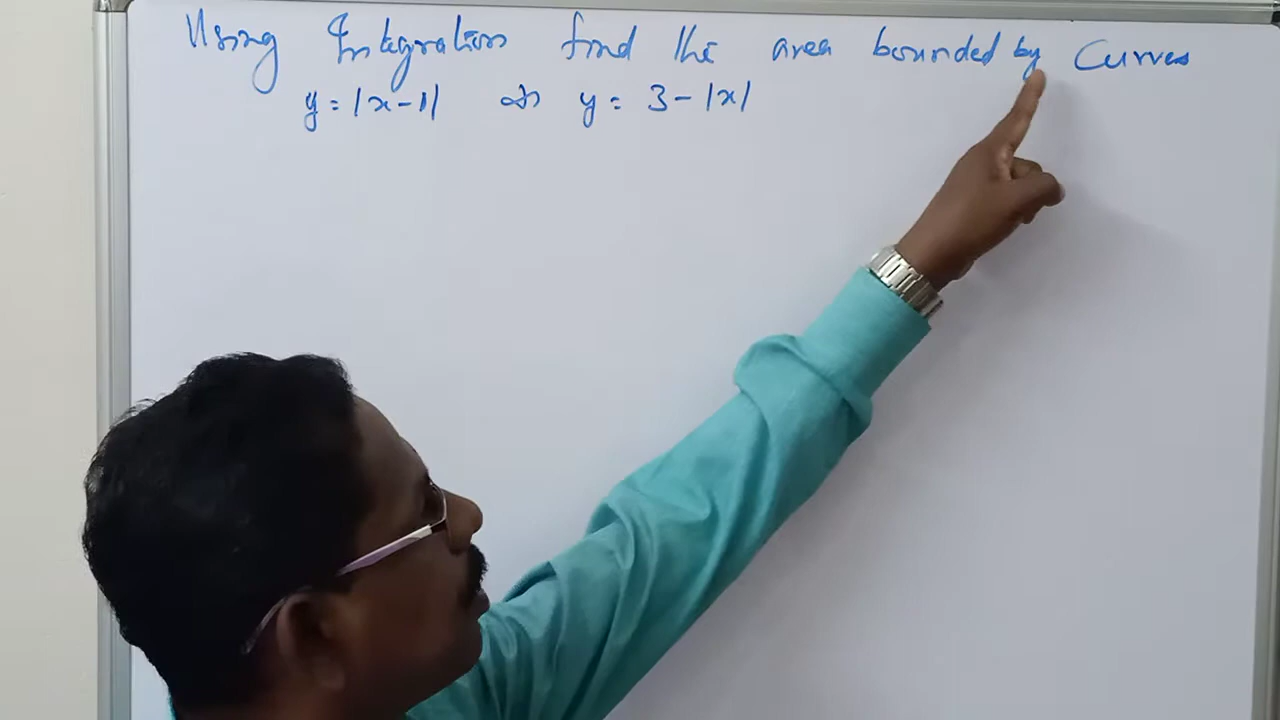 Using Integration find the area bounded by Curves
y = |x-1| & y = 3-|x|